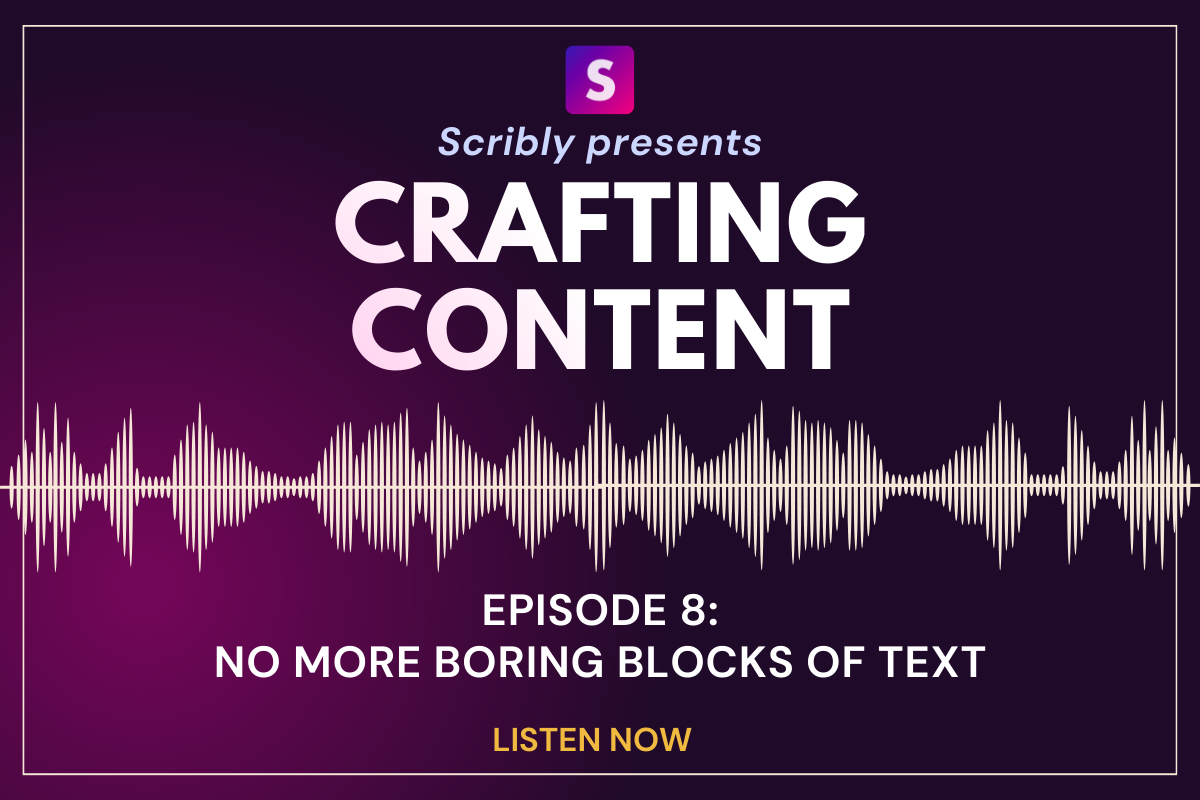 S
Scribly presents
CRAFTING
CONTENT
EPISODE 8:
NO MORE BORING BLOCKS OF TEXT
LISTEN NOW